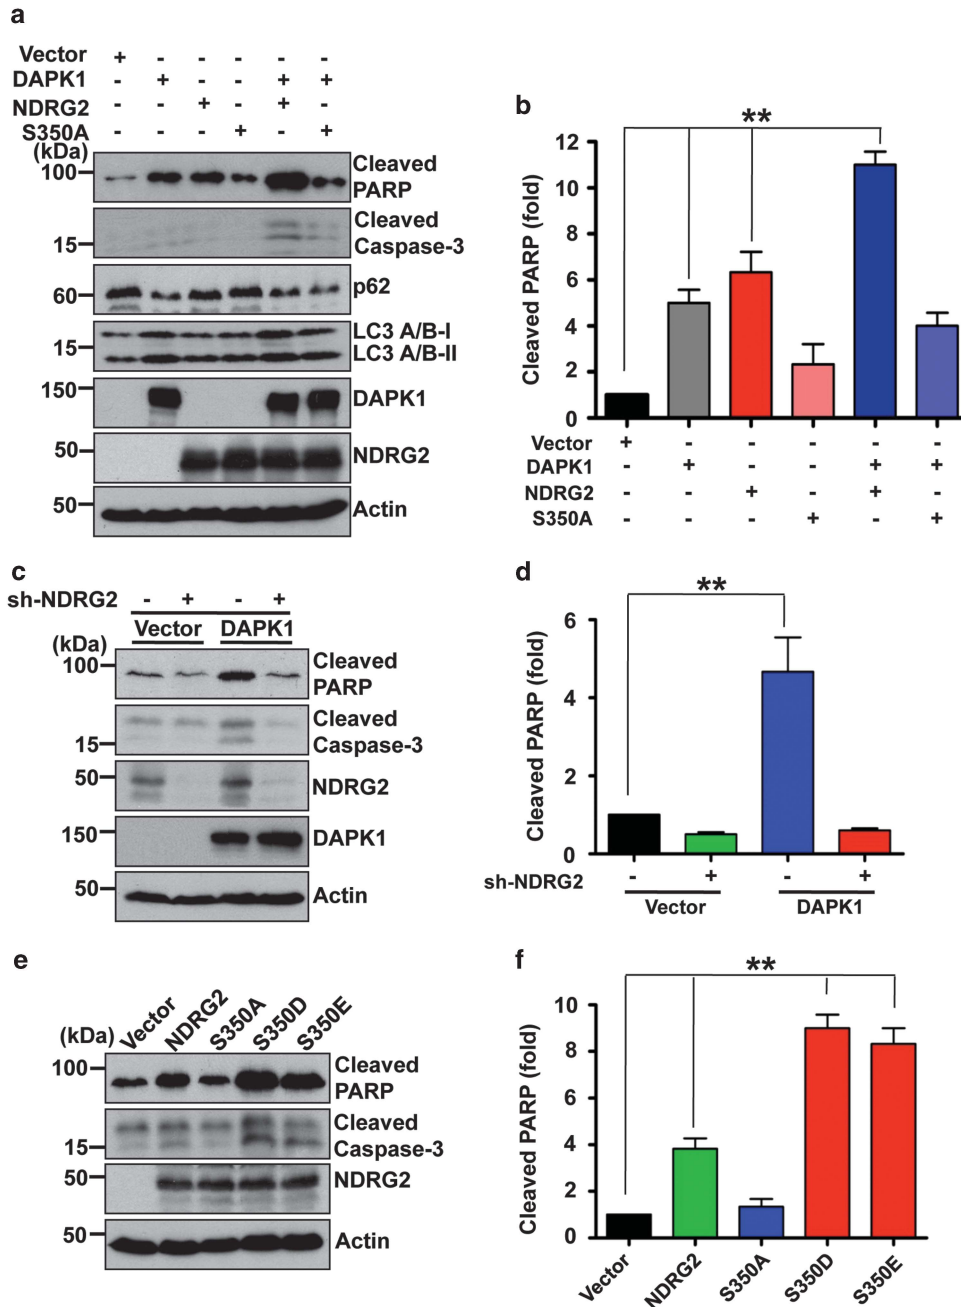 a
Vector + - - - - -
DAPK1 - + - - + +
NDRG2 - - + - + -
S350A - - - + - +
(kDa)
100 Cleaved PARP
15 Cleaved Caspase-3
60 p62
LC3 A/B-I
15 LC3 A/B-II
150 DAPK1
50 NDRG2
50 Actin
b
**
Cleaved PARP (fold)
12
10
8
6
4
2
0
Vector + - - - - -
DAPK1 - + - - + +
NDRG2 - - + - + -
S350A - - - + - +
c
sh-NDRG2 - + - +
Vector DAPK1
(kDa)
100 Cleaved PARP
15 Cleaved Caspase-3
50 NDRG2
150 DAPK1
50 Actin
d
**
Cleaved PARP (fold)
6
4
2
0
sh-NDRG2 - + - +
Vector DAPK1
e
(kDa) Vector NDRG2 S350A S350D S350E
100 Cleaved PARP
15 Cleaved Caspase-3
50 NDRG2
50 Actin
f
**
Cleaved PARP (fold)
10
8
6
4
2
0
Vector NDRG2 S350A S350D S350E